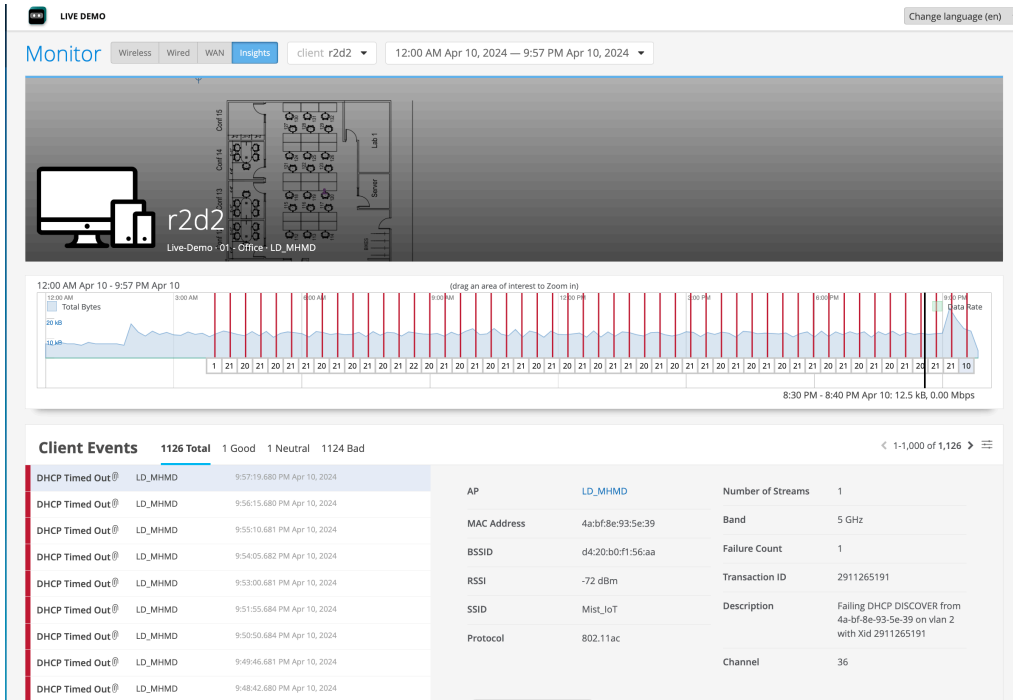 LIVE DEMO
Change language (en)
Monitor Wireless Wired WAN Insights client r2d2 12:00 AM Apr 10, 2024 — 9:57 PM Apr 10, 2024
Conf 15
Conf 14
Lab 1
Conf 13
Server
r2d2
Live-Demo · 01 - Office · LD_MHMD
12:00 AM Apr 10 - 9:57 PM Apr 10 (drag an area of interest to Zoom in)
12:00 AM 3:00 AM 6:00 AM 9:00 AM 12:00 PM 3:00 PM 6:00 PM 9:00 PM
Total Bytes Data Rate
20 kB
10 kB
1 21 20 21 20 21 21 20 21 20 21 20 21 22 20 21 20 21 20 21 21 20 21 20 21 20 21 21 20 21 20 21 21 20 21 21 20 21 20 21 21 20 21 20 21 20 21 21 10
8:30 PM - 8:40 PM Apr 10: 12.5 kB, 0.00 Mbps
Client Events 1126 Total 1 Good 1 Neutral 1124 Bad 1-1,000 of 1,126
DHCP Timed Out LD_MHMD 9:57:19.680 PM Apr 10, 2024
DHCP Timed Out LD_MHMD 9:56:15.680 PM Apr 10, 2024
DHCP Timed Out LD_MHMD 9:55:10.681 PM Apr 10, 2024
DHCP Timed Out LD_MHMD 9:54:05.682 PM Apr 10, 2024
DHCP Timed Out LD_MHMD 9:53:00.681 PM Apr 10, 2024
DHCP Timed Out LD_MHMD 9:51:55.684 PM Apr 10, 2024
DHCP Timed Out LD_MHMD 9:50:50.684 PM Apr 10, 2024
DHCP Timed Out LD_MHMD 9:49:46.681 PM Apr 10, 2024
DHCP Timed Out LD_MHMD 9:48:42.680 PM Apr 10, 2024
AP LD_MHMD
MAC Address 4a:bf:8e:93:5e:39
BSSID d4:20:b0:f1:56:aa
RSSI -72 dBm
SSID Mist_IoT
Protocol 802.11ac
Number of Streams 1
Band 5 GHz
Failure Count 1
Transaction ID 2911265191
Description Failing DHCP DISCOVER from
4a-bf-8e-93-5e-39 on vlan 2
with Xid 2911265191
Channel 36